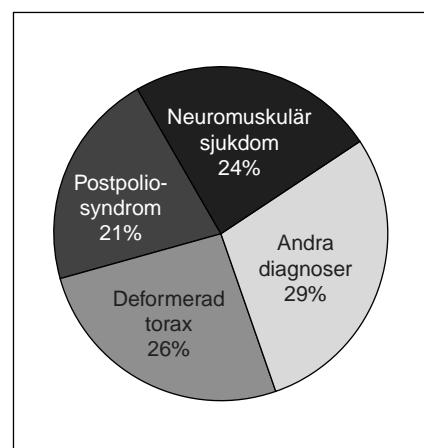 Neuromuskulär
sjukdom
24%
Postpolio-
syndrom
21%
Andra
diagnoser
29%
Deformerad
torax
26%